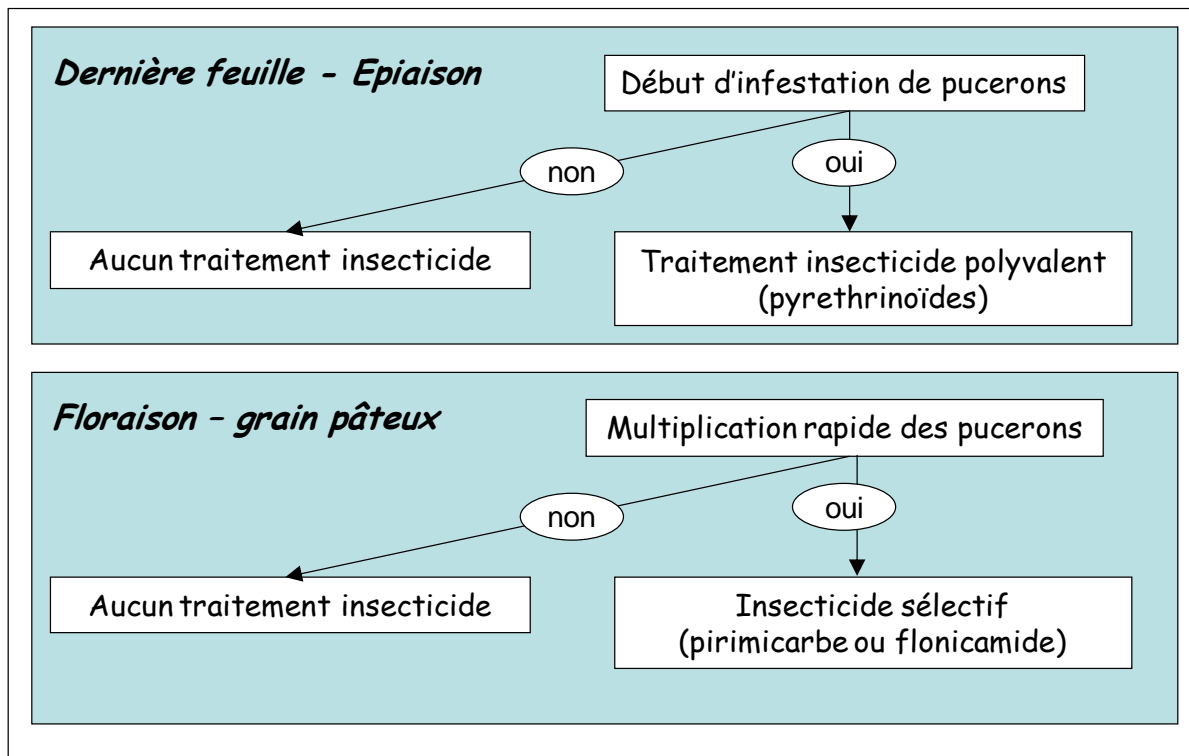 Dernière feuille - Epiaison
Début d'infestation de pucerons
non
oui
Aucun traitement insecticide
Traitement insecticide polyvalent
(pyrethrinoïdes)
Floraison – grain pâteux
Multiplication rapide des pucerons
non
oui
Aucun traitement insecticide
Insecticide sélectif
(pirimicarbe ou flonicamide)